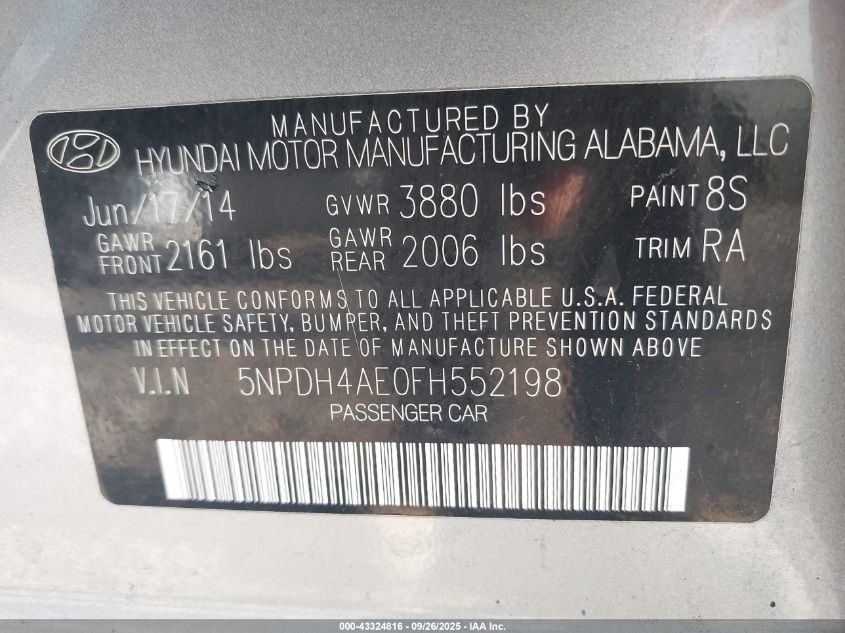 MANUFACTURED BY
HYUNDAI MOTOR MANUFACTURING ALABAMA, LLC
Jun/17/14 GVWR 3880 lbs PAINT 8S
GAWR FRONT 2161 lbs GAWR REAR 2006 lbs TRIM RA
THIS VEHICLE CONFORMS TO ALL APPLICABLE U.S.A. FEDERAL
MOTOR VEHICLE SAFETY, BUMPER, AND THEFT PREVENTION STANDARDS
IN EFFECT ON THE DATE OF MANUFACTURE SHOWN ABOVE
V.I.N 5NPDH4AE0FH552198
PASSENGER CAR
000-43324816 - 09/26/2025 - IAA Inc.